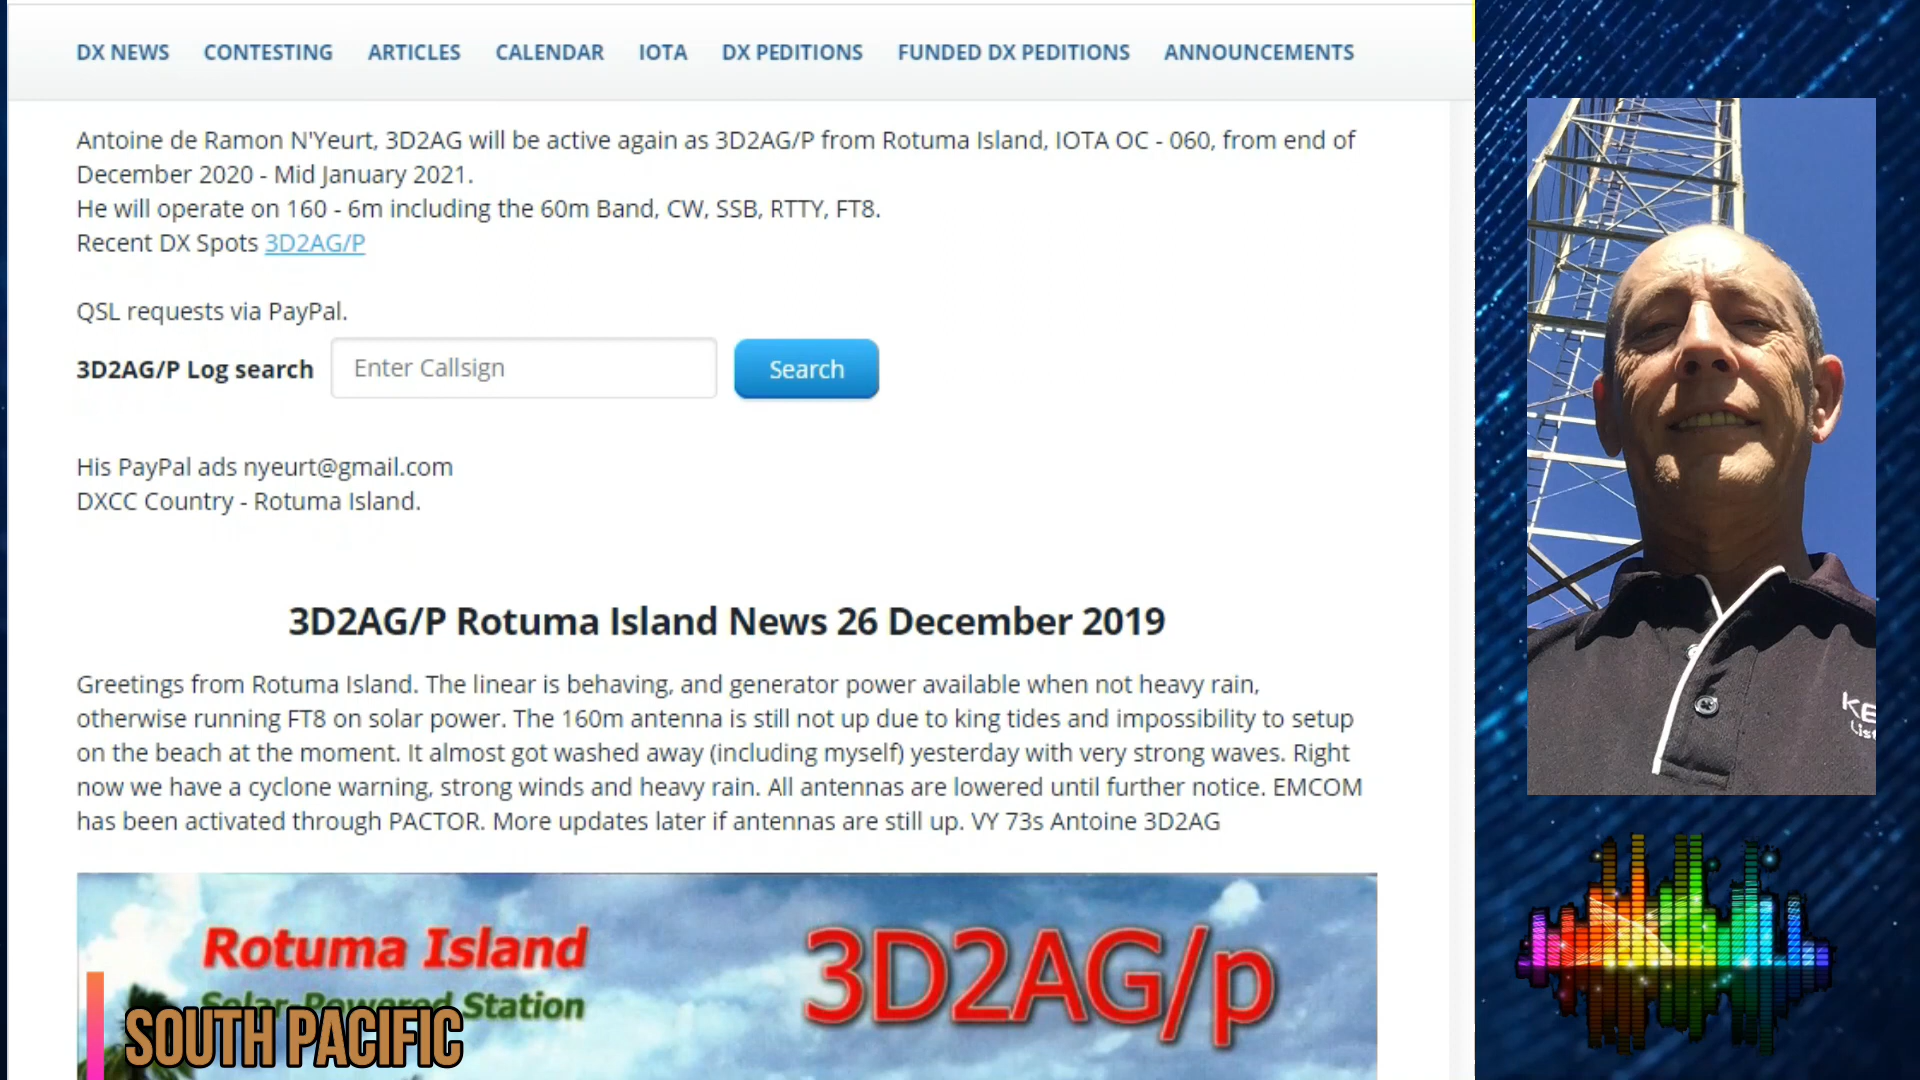 DX NEWS CONTESTING ARTICLES CALENDAR IOTA DX PEDITIONS FUNDED DX PEDITIONS ANNOUNCEMENTS
Antoine de Ramon N'Yeurt, 3D2AG will be active again as 3D2AG/P from Rotuma Island, IOTA OC - 060, from end of
December 2020 - Mid January 2021.
He will operate on 160 - 6m including the 60m Band, CW, SSB, RTTY, FT8.
Recent DX Spots 3D2AG/P
QSL requests via PayPal.
3D2AG/P Log search Enter Callsign Search
His PayPal ads nyeurt@gmail.com
DXCC Country - Rotuma Island.
3D2AG/P Rotuma Island News 26 December 2019
Greetings from Rotuma Island. The linear is behaving, and generator power available when not heavy rain,
otherwise running FT8 on solar power. The 160m antenna is still not up due to king tides and impossibility to setup
on the beach at the moment. It almost got washed away (including myself) yesterday with very strong waves. Right
now we have a cyclone warning, strong winds and heavy rain. All antennas are lowered until further notice. EMCOM
has been activated through PACTOR. More updates later if antennas are still up. VY 73s Antoine 3D2AG
Rotuma Island 3D2AG/p
Solar-Powered Station
SOUTH PACIFIC